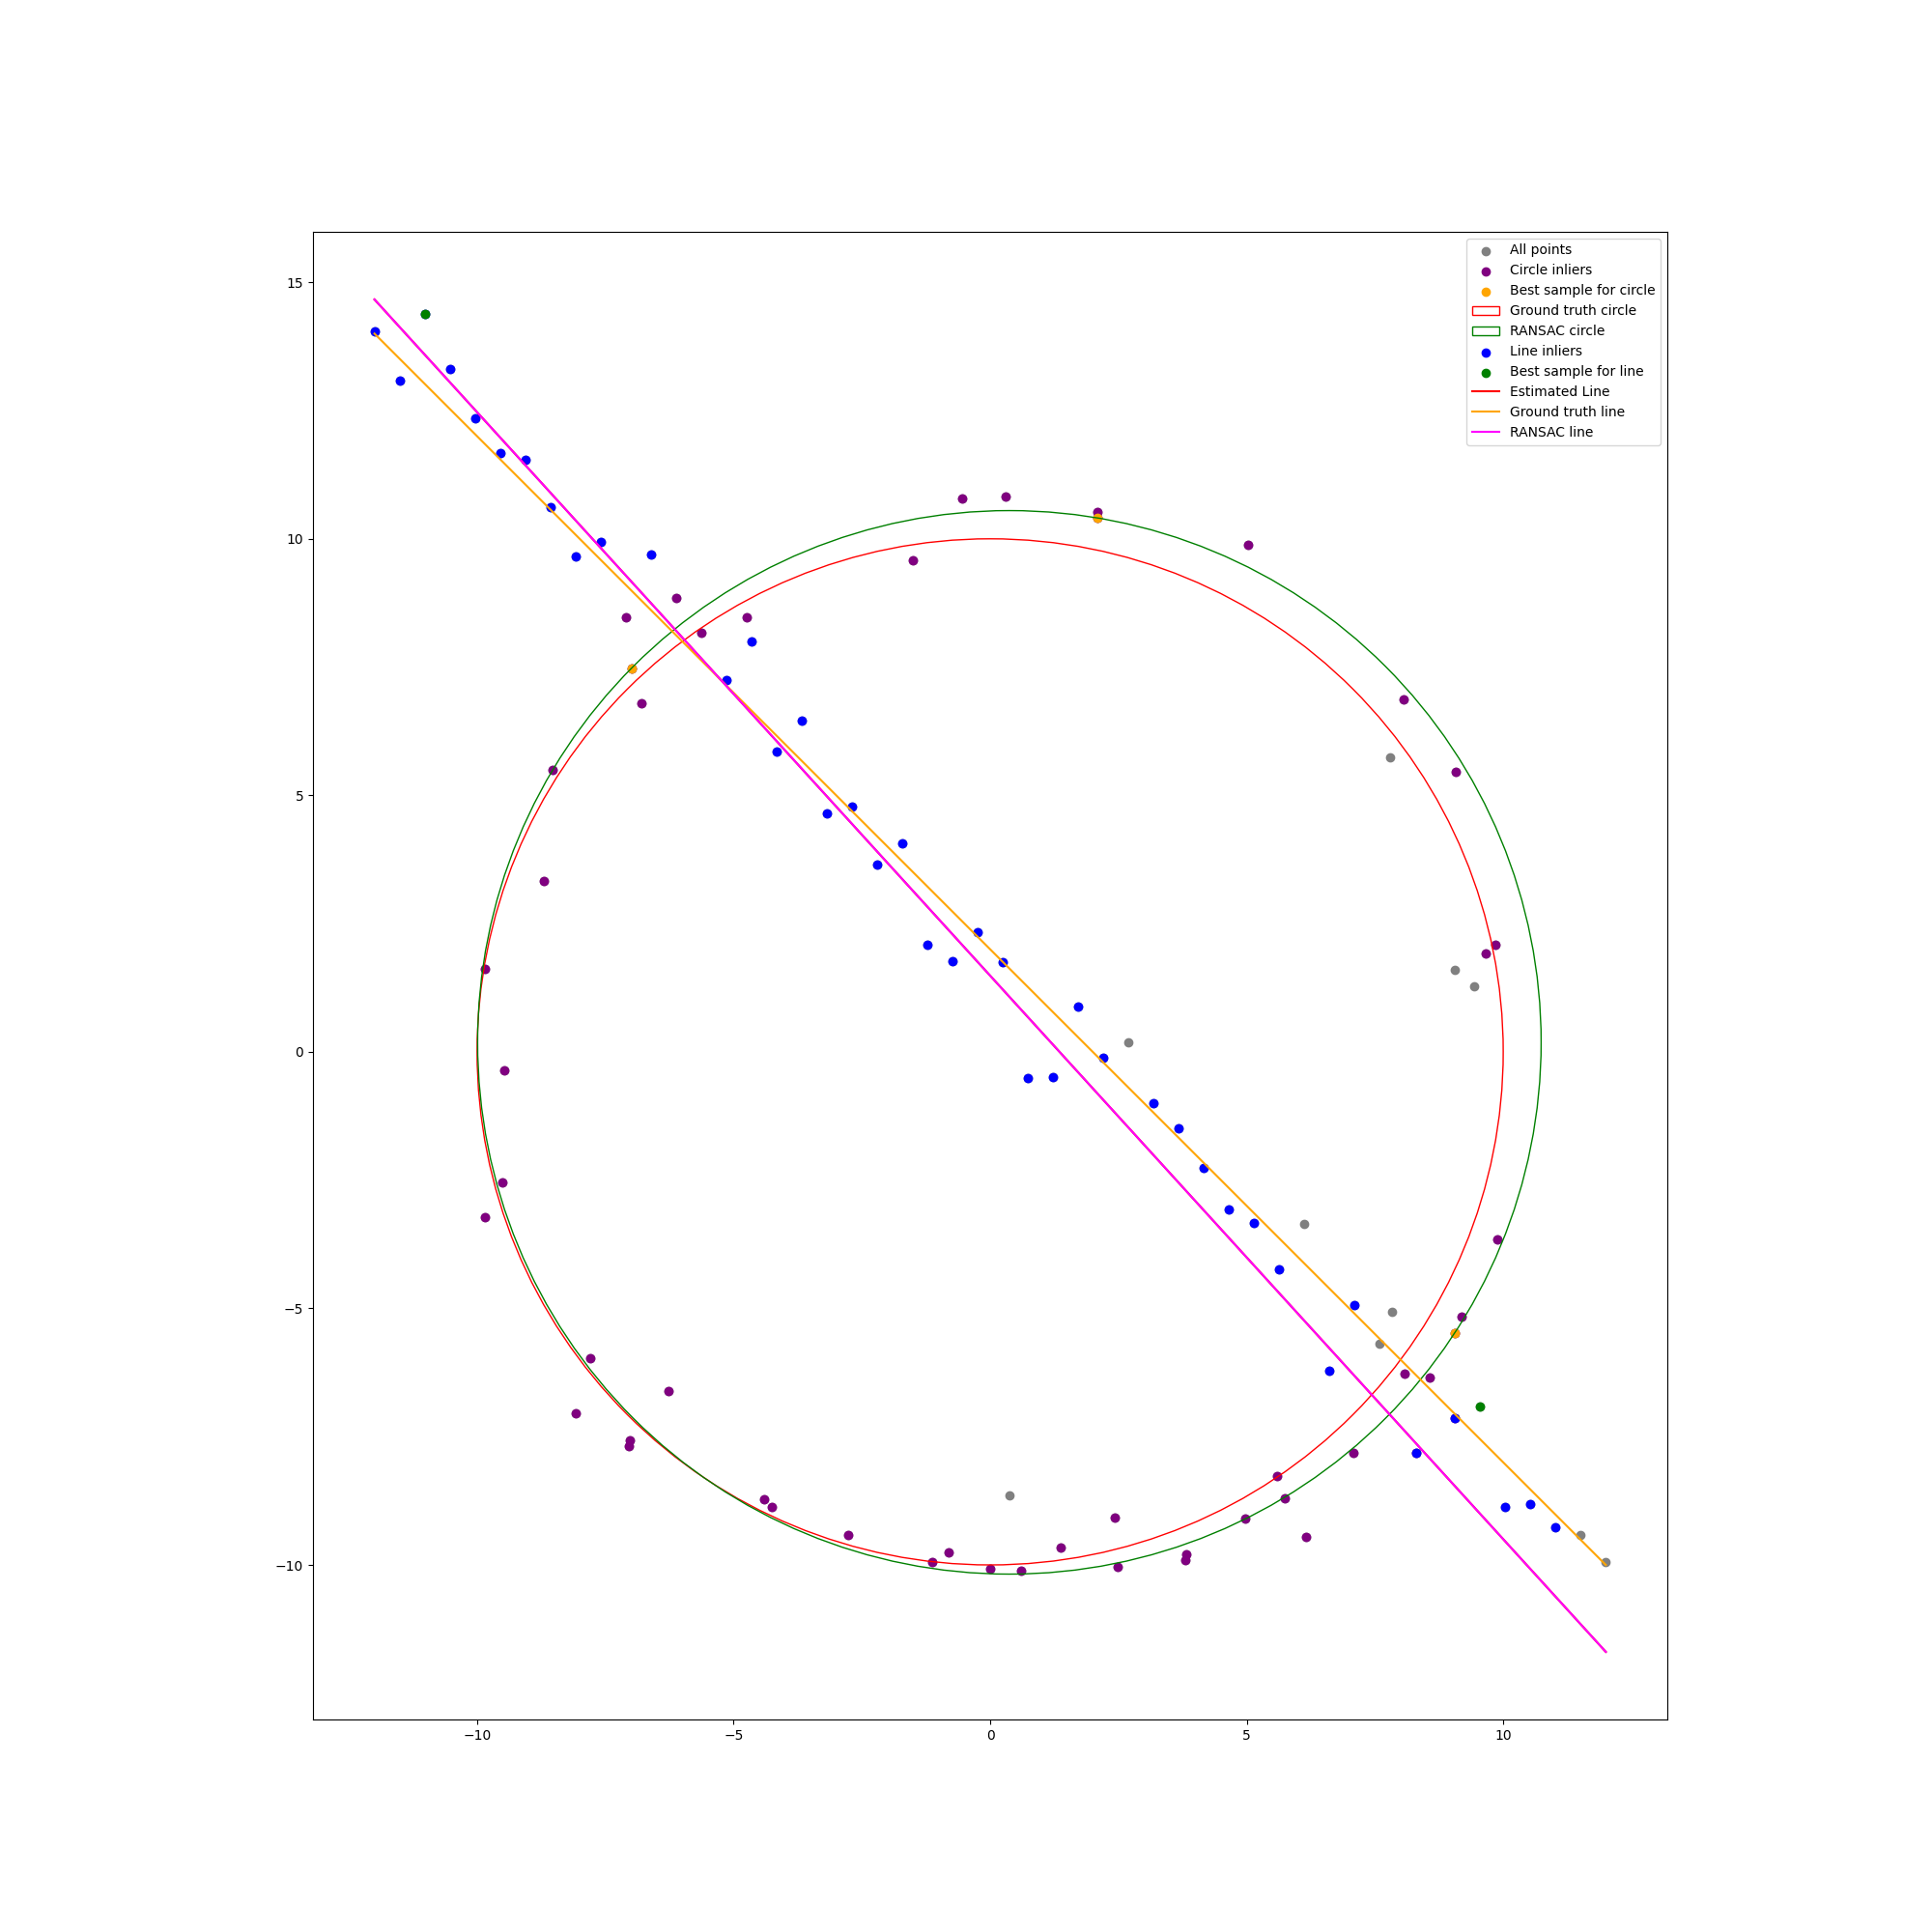 All points
Circle inliers
Best sample for circle
Ground truth circle
RANSAC circle
Line inliers
Best sample for line
Estimated Line
Ground truth line
RANSAC line
15
10
5
0
−5
−10
−10
−5
0
5
10